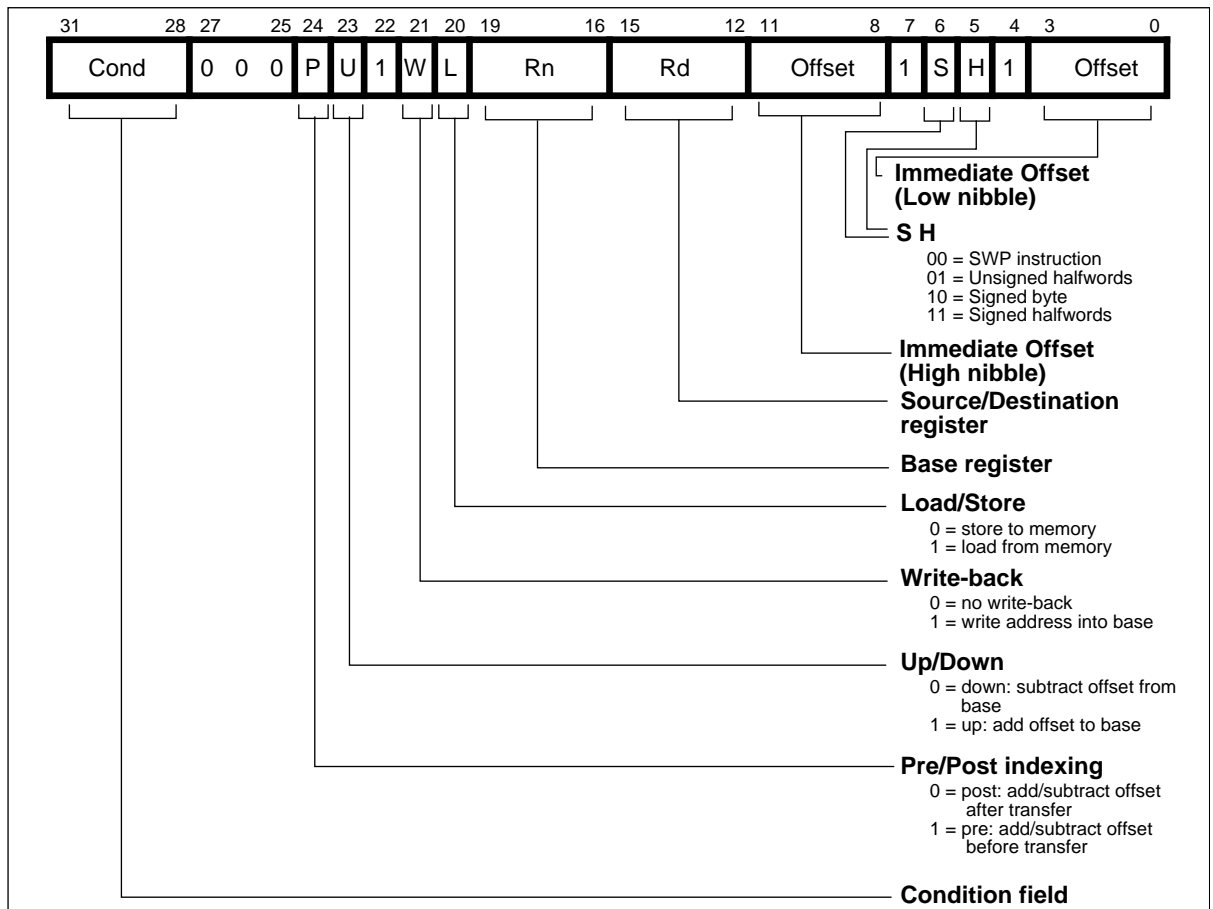 31 28 27 25 24 23 22 21 20 19 16 15 12 11 8 7 6 5 4 3 0
Cond 0 0 0 P U 1 W L Rn Rd Offset 1 S H 1 Offset
Immediate Offset
(Low nibble)
S H
00 = SWP instruction
01 = Unsigned halfwords
10 = Signed byte
11 = Signed halfwords
Immediate Offset
(High nibble)
Source/Destination
register
Base register
Load/Store
0 = store to memory
1 = load from memory
Write-back
0 = no write-back
1 = write address into base
Up/Down
0 = down: subtract offset from
base
1 = up: add offset to base
Pre/Post indexing
0 = post: add/subtract offset
after transfer
1 = pre: add/subtract offset
before transfer
Condition field